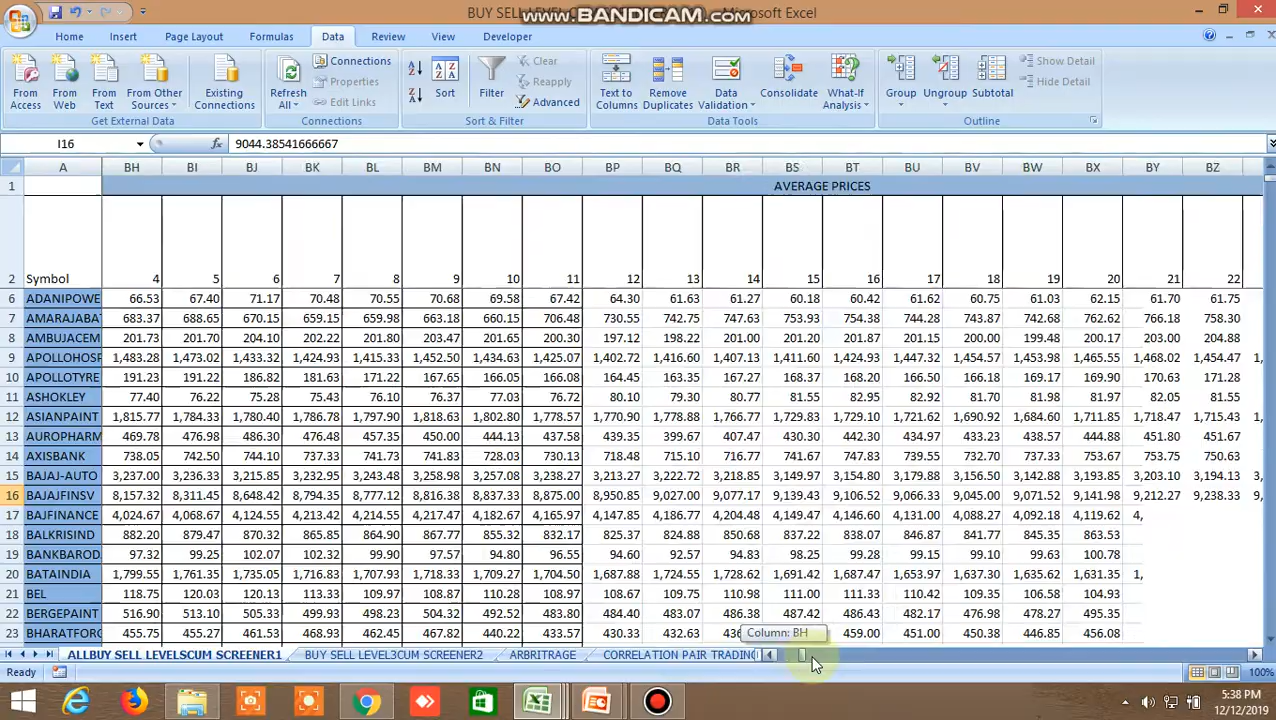 BUY SELL LEVEL Microsoft Excel
www.BANDICAM.com
Home Insert Page Layout Formulas Data Review View Developer
From Access From Web From Text From Other Sources Existing Connections Refresh All Connections Properties Edit Links Sort Filter Clear Reapply Advanced Text to Columns Remove Duplicates Data Validation Consolidate What-If Analysis Group Ungroup Subtotal Show Detail Hide Detail
Get External Data Connections Sort & Filter Data Tools Outline
I16 fx 9044.38541666667
A BH BI BJ BK BL BM BN BO BP BQ BR BS BT BU BV BW BX BY BZ
1 AVERAGE PRICES
2 Symbol 4 5 6 7 8 9 10 11 12 13 14 15 16 17 18 19 20 21 22
6 ADANIPOWE 66.53 67.40 71.17 70.48 70.55 70.68 69.58 67.42 64.30 61.63 61.27 60.18 60.42 61.62 60.75 61.03 62.15 61.70 61.75
7 AMARAJABAT 683.37 688.65 670.15 659.15 659.98 663.18 660.15 706.48 730.55 742.75 747.63 753.93 754.38 744.28 743.87 742.68 762.62 766.18 758.30
8 AMBUJACEM 201.73 201.70 204.10 202.22 201.80 203.47 201.65 200.30 197.12 198.22 201.00 201.20 201.87 201.15 200.00 199.48 200.17 203.00 204.88
9 APOLLOHOSP 1,483.28 1,473.02 1,433.32 1,424.93 1,415.33 1,452.50 1,434.63 1,425.07 1,402.72 1,416.60 1,407.13 1,411.60 1,424.93 1,447.32 1,454.57 1,453.98 1,465.55 1,468.02 1,454.47 1,
10 APOLLOTYRE 191.23 191.22 186.82 181.63 171.22 167.65 166.05 166.08 164.45 163.35 167.27 168.37 168.20 166.50 166.18 169.17 169.90 170.63 171.28
11 ASHOKLEY 77.40 76.22 75.28 75.43 76.10 76.37 77.03 76.72 80.10 79.30 80.77 81.55 82.95 82.92 81.70 81.98 81.97 82.05 81.55
12 ASIANPAINT 1,815.77 1,784.33 1,780.40 1,786.78 1,797.90 1,818.63 1,802.80 1,778.57 1,770.90 1,778.88 1,766.77 1,729.83 1,729.10 1,721.62 1,690.92 1,684.60 1,711.85 1,718.47 1,715.43 1,
13 AUROPHARM 469.78 476.98 486.30 476.48 457.35 450.00 444.13 437.58 439.35 399.67 407.47 430.30 442.30 434.97 433.23 438.57 444.88 451.80 451.67
14 AXISBANK 738.05 742.50 744.10 737.33 741.73 741.83 728.03 730.13 718.48 715.10 724.77 741.67 747.83 739.55 732.70 737.33 753.67 753.23 750.63
15 BAJAJ-AUTO 3,237.00 3,236.33 3,215.85 3,232.95 3,243.48 3,258.98 3,257.08 3,238.27 3,213.27 3,222.72 3,218.85 3,149.67 3,154.80 3,179.88 3,155.98 3,142.38 3,193.85 3,203.10 3,194.13 3,
16 BAJAJFINSV 8,157.32 8,311.45 8,648.42 8,794.35 8,777.12 8,816.38 8,837.33 8,875.00 8,950.85 9,027.00 9,077.17 9,139.43 9,106.52 9,066.33 9,045.00 9,071.52 9,141.98 9,212.27 9,238.33 9,
17 BAJFINANCE 4,024.67 4,068.67 4,124.55 4,213.42 4,214.55 4,217.47 4,182.67 4,165.97 4,147.85 4,186.77 4,204.48 4,149.47 4,146.60 4,131.00 4,088.27 4,092.18 4,119.62 4,
18 BALKRISIND 882.20 879.47 870.32 865.85 864.90 867.77 855.32 832.17 825.37 824.88 850.68 837.22 838.07 846.87 841.77 845.35 863.53
19 BANKBAROD 97.32 99.25 102.07 102.32 99.90 97.57 94.80 96.55 94.60 92.57 94.83 98.25 99.28 99.15 99.10 99.63 100.78
20 BATAINDIA 1,799.55 1,761.35 1,735.05 1,716.83 1,707.93 1,718.33 1,709.27 1,704.50 1,687.88 1,724.55 1,728.62 1,691.42 1,687.47 1,653.97 1,637.20 1,635.62 1,631.35 1,
21 BEL 118.75 120.03 120.13 113.33 109.97 108.87 110.28 108.97 108.67 109.75 110.98 111.00 111.33 110.42 109.35 106.58 104.93
22 BERGEPAINT 516.90 513.10 505.33 499.93 498.23 504.32 492.52 483.80 484.40 483.07 486.38 487.42 486.43 482.17 476.98 478.27 495.35
23 BHARATFORG 455.75 455.27 461.53 468.93 462.45 467.82 440.22 433.57 430.33 432.63 436 459.00 451.00 450.38 446.85 456.08
Column: BH
ALLBUY SELL LEVELSCUM SCREENER1 BUY SELL LEVEL3CUM SCREENER2 ARBRITRAGE CORRELATION PAIR TRADING
Ready 100%
5:38 PM
12/12/2019